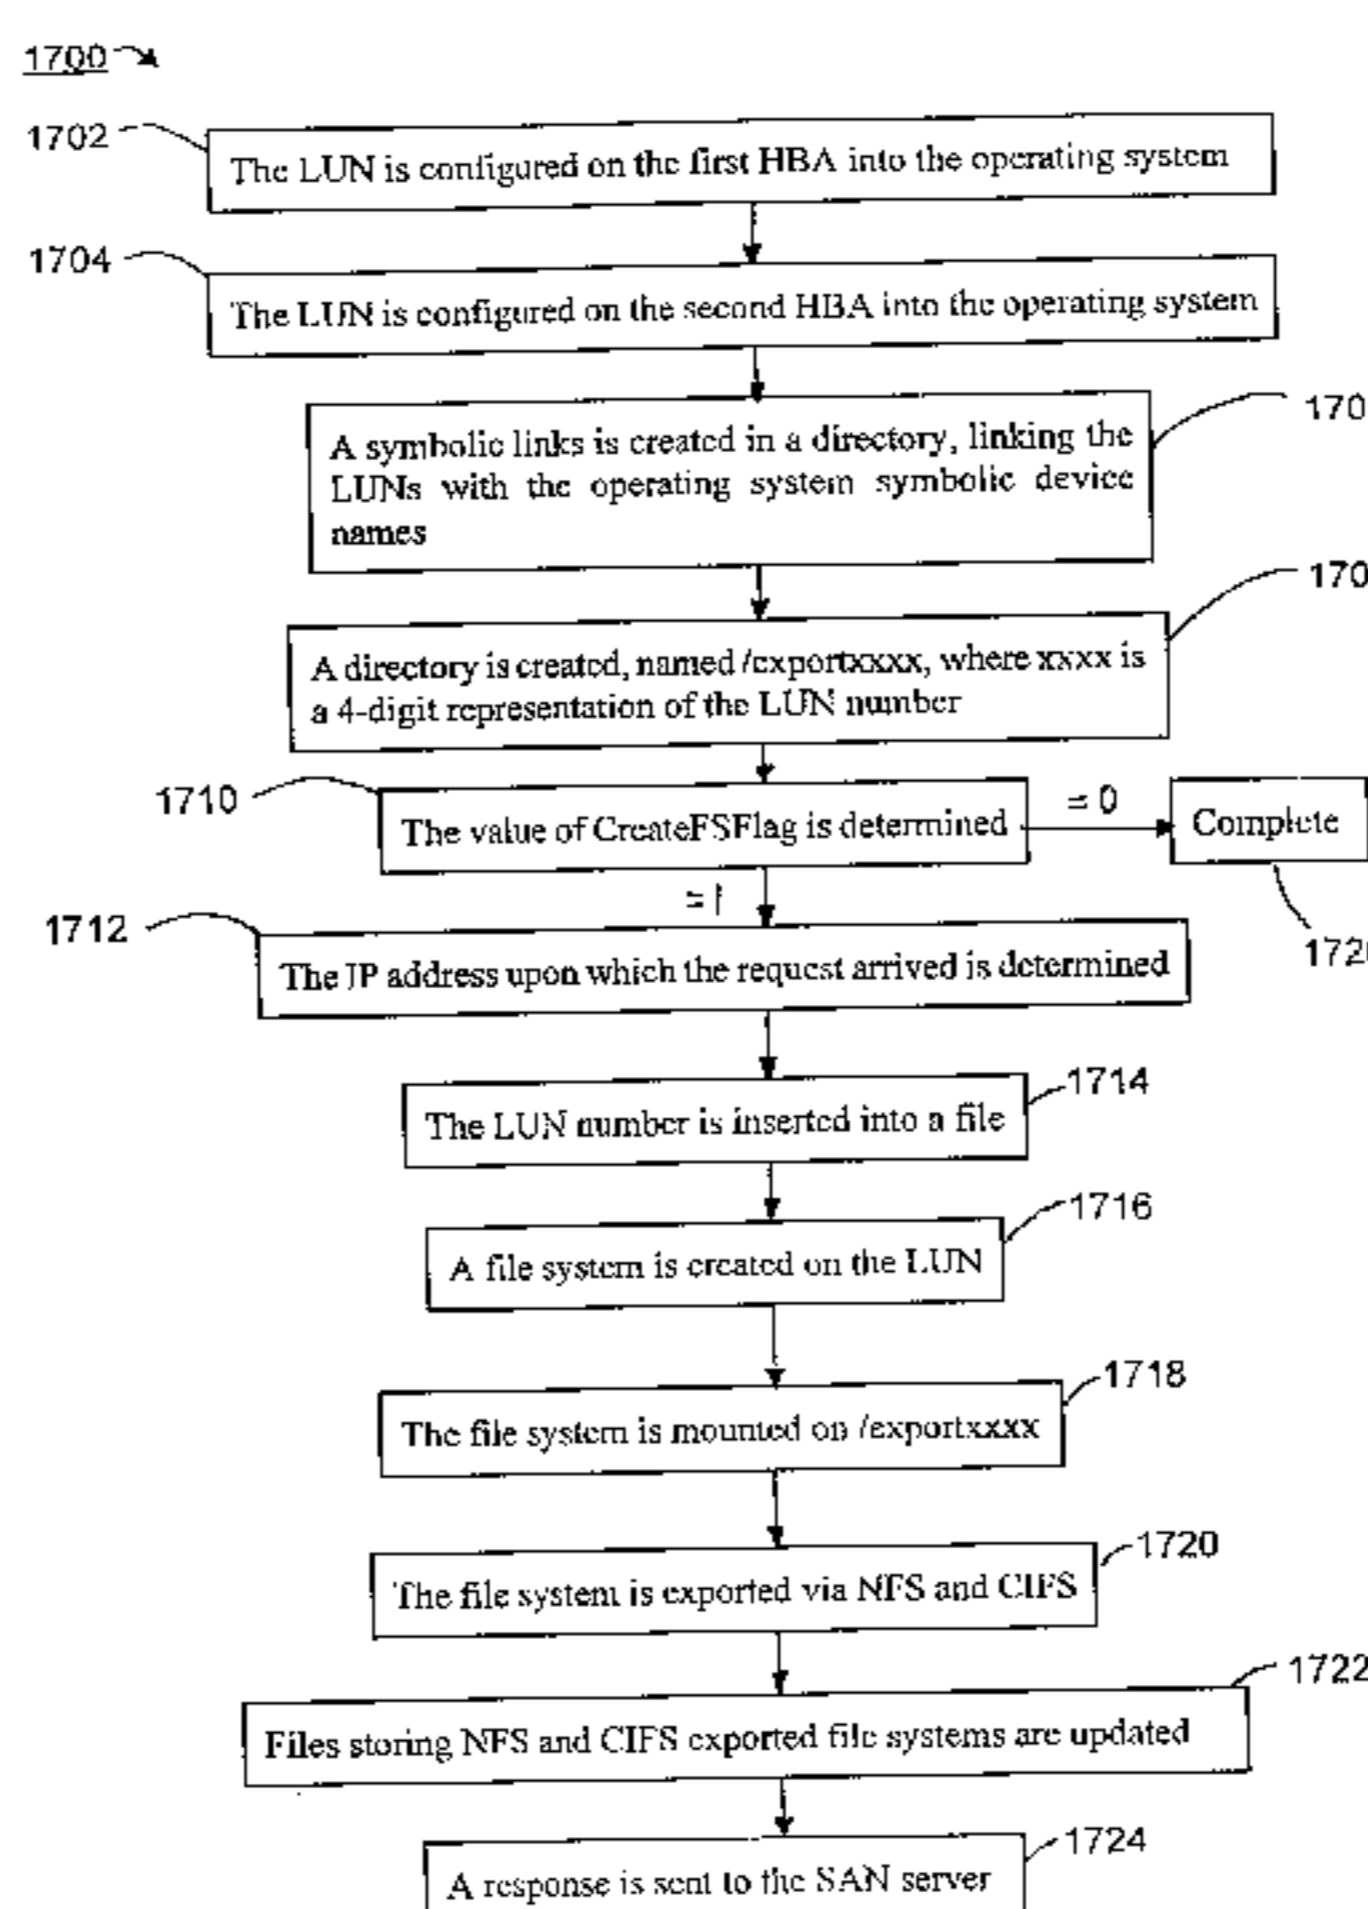 1700
1702
The LUN is configured on the first HBA into the operating system
1704
The LUN is configured on the second HBA into the operating system
170
A symbolic links is created in a directory, linking the
LUNs with the operating system symbolic device
names
170
A directory is created, named /exportxxxx, where xxxx is
a 4-digit representation of the LUN number
1710
The value of CreateFSFlag is determined
= 0
Complete
= 1
172
1712
The IP address upon which the request arrived is determined
1714
The LUN number is inserted into a file
1716
A file system is created on the LUN
1718
The file system is mounted on /exportxxxx
1720
The file system is exported via NFS and CIFS
1722
Files storing NFS and CIFS exported file systems are updated
1724
A response is sent to the SAN server